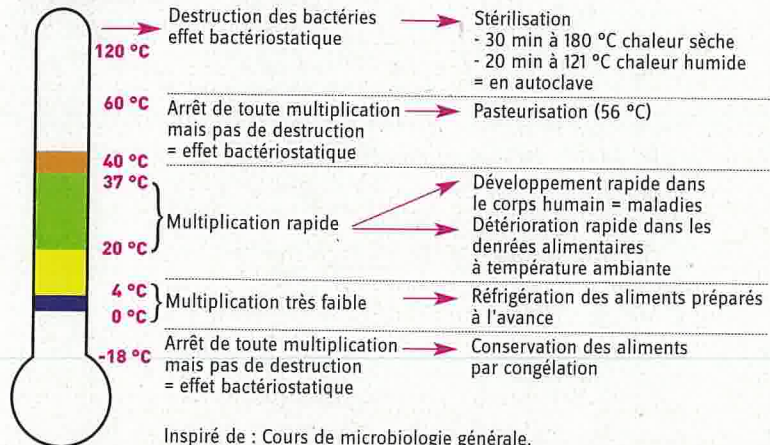 Destruction des bactéries
effet bactériostatique
Stérilisation
- 30 min à 180 °C chaleur sèche
- 20 min à 121 °C chaleur humide
= en autoclave
120 °C
60 °C
Arrêt de toute multiplication
mais pas de destruction
= effet bactériostatique
Pasteurisation (56 °C)
40 °C
37 °C
Multiplication rapide
Développement rapide dans
le corps humain = maladies
Détérioration rapide dans les
denrées alimentaires
à température ambiante
20 °C
4 °C
0 °C
Multiplication très faible
Réfrigération des aliments préparés
à l'avance
-18 °C
Arrêt de toute multiplication
mais pas de destruction
= effet bactériostatique
Conservation des aliments
par congélation
Inspiré de : Cours de microbiologie générale.